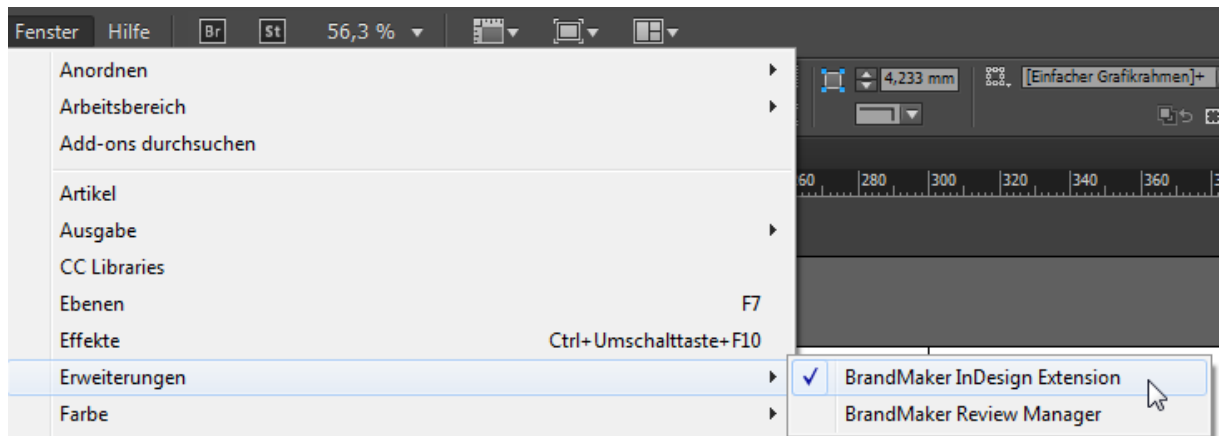 Fenster Hilfe Br St 56,3 %
Anordnen
4,233 mm [Einfacher Grafikrahmen]+
Arbeitsbereich
Add-ons durchsuchen
60 280 300 320 340 360
Artikel
Ausgabe
CC Libraries
Ebenen F7
Effekte Ctrl+Umschalttaste+F10
Erweiterungen BrandMaker InDesign Extension
Farbe BrandMaker Review Manager